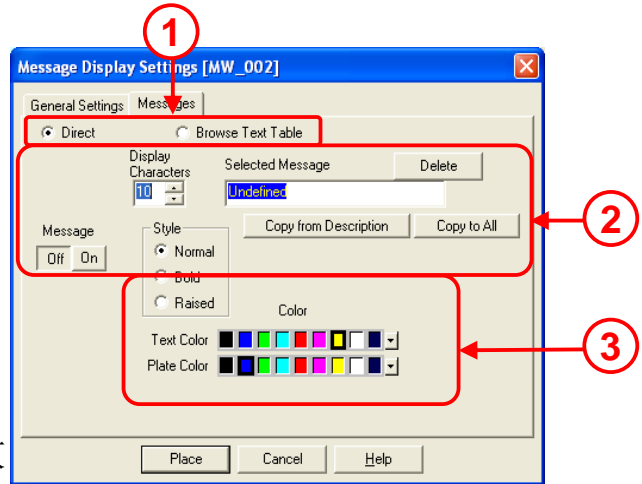 1
Message Display Settings [MW_002]
General Settings Messages
Direct Browse Text Table
Display Characters Selected Message Delete
10 Undefined
Copy from Description Copy to All
2
Message Style
Off On Normal
Bold
Raised
Color
Text Color
3
Plate Color
Place Cancel Help